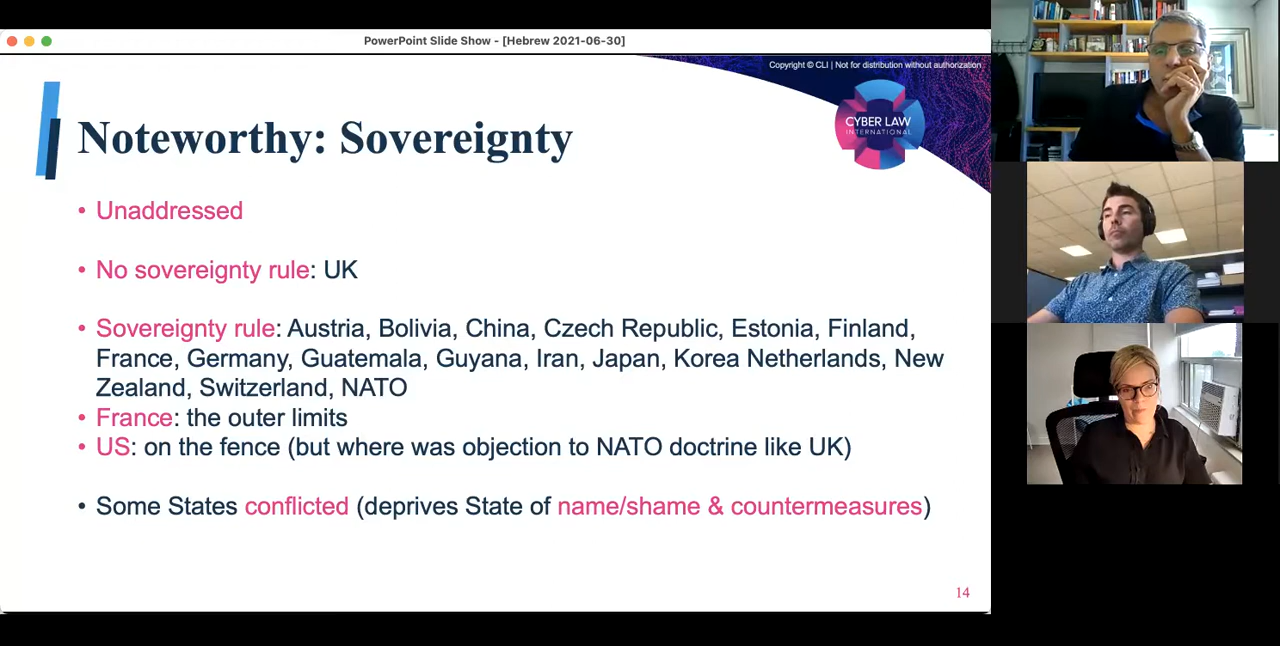 PowerPoint Slide Show - [Hebrew 2021-06-30]
Copyright © CLI | Not for distribution without authorization
CYBER LAW
INTERNATIONAL
Noteworthy: Sovereignty
• Unaddressed
• No sovereignty rule: UK
• Sovereignty rule: Austria, Bolivia, China, Czech Republic, Estonia, Finland,
France, Germany, Guatemala, Guyana, Iran, Japan, Korea Netherlands, New
Zealand, Switzerland, NATO
• France: the outer limits
• US: on the fence (but where was objection to NATO doctrine like UK)
• Some States conflicted (deprives State of name/shame & countermeasures)
14